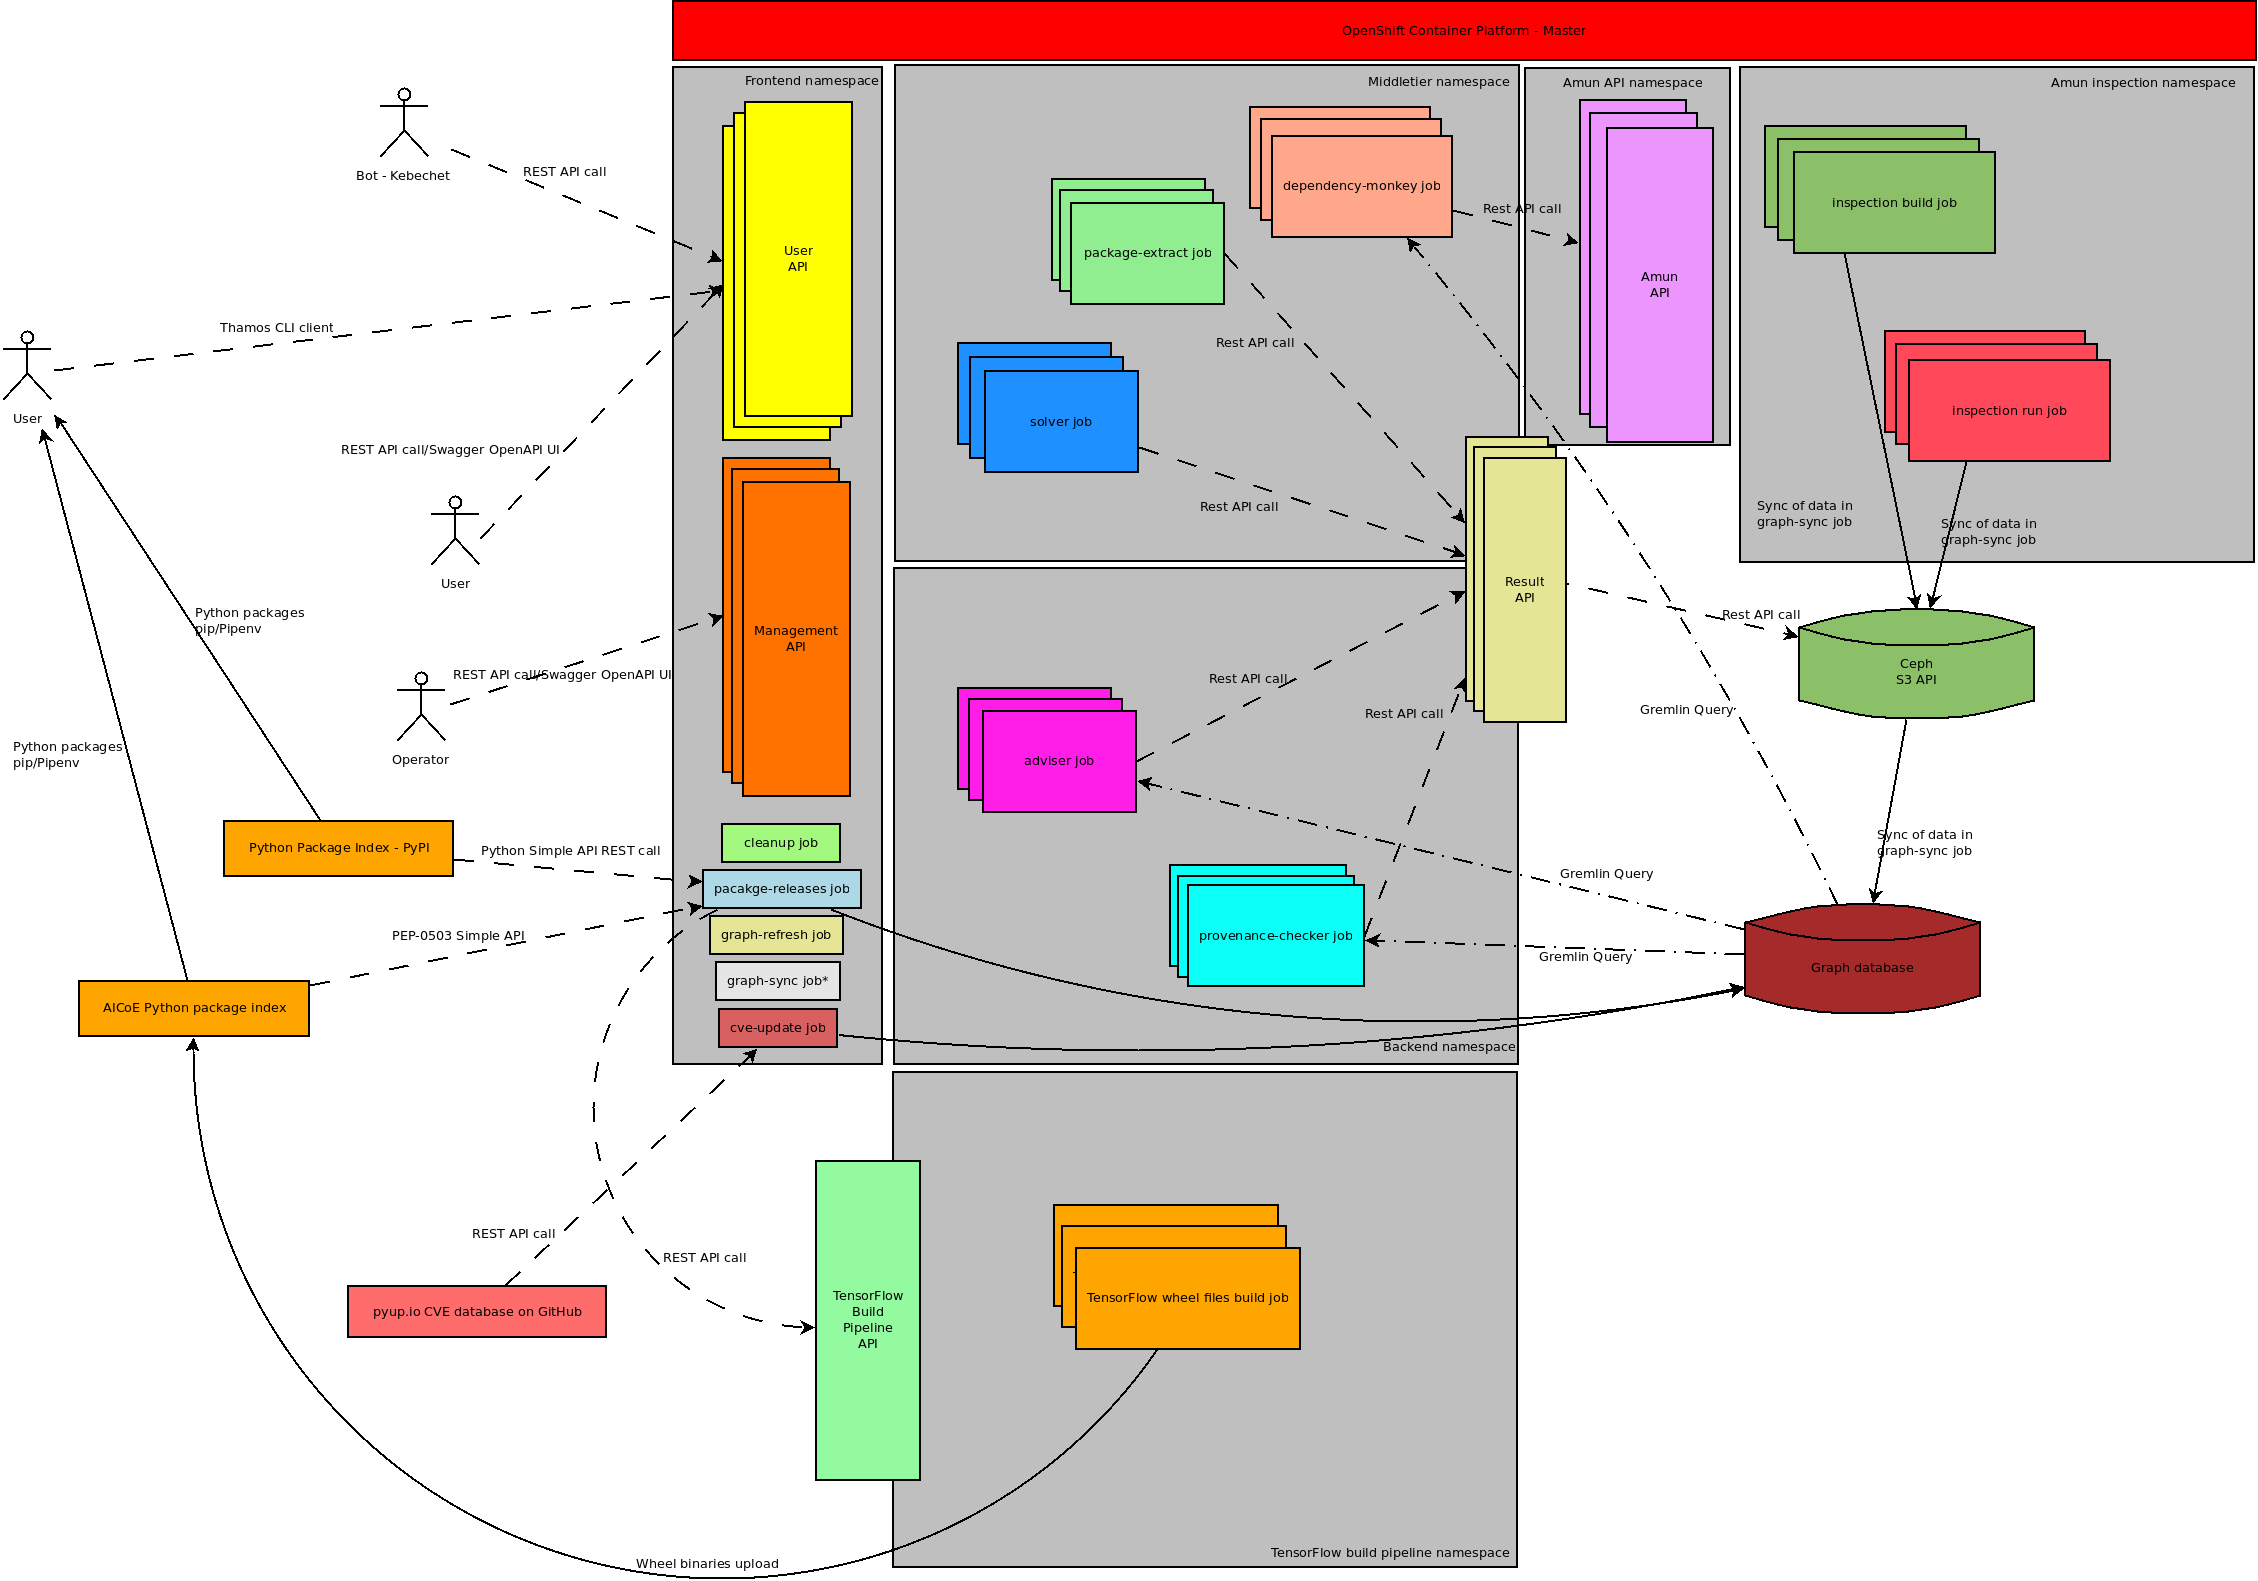 OpenShift Container Platform - Master
Frontend namespace
Middletier namespace
Amun API namespace
Amun inspection namespace
Bot - Kebechet
REST API call
User
API
dependency-monkey job
Rest API call
package-extract job
Amun
API
inspection build job
Thamos CLI client
User
Rest API call
solver job
inspection run job
REST API call/Swagger OpenAPI UI
Rest API call
Sync of data in
graph-sync job
Sync of data in
graph-sync job
User
Result
API
Rest API call
Python packages
pip/Pipenv
Management
API
REST API call/Swagger OpenAPI UI
Operator
Rest API call
Rest API call
Ceph
S3 API
Gremlin Query
Python packages
pip/Pipenv
adviser job
Python Package Index - PyPI
Python Simple API REST call
cleanup job
pacakge-releases job
graph-refresh job
graph-sync job*
cve-update job
Sync of data in
graph-sync job
Gremlin Query
PEP-0503 Simple API
provenance-checker job
Gremlin Query
Graph database
AICoE Python package index
Backend namespace
REST API call
REST API call
pyup.io CVE database on GitHub
TensorFlow
Build
Pipeline
API
TensorFlow wheel files build job
Wheel binaries upload
TensorFlow build pipeline namespace